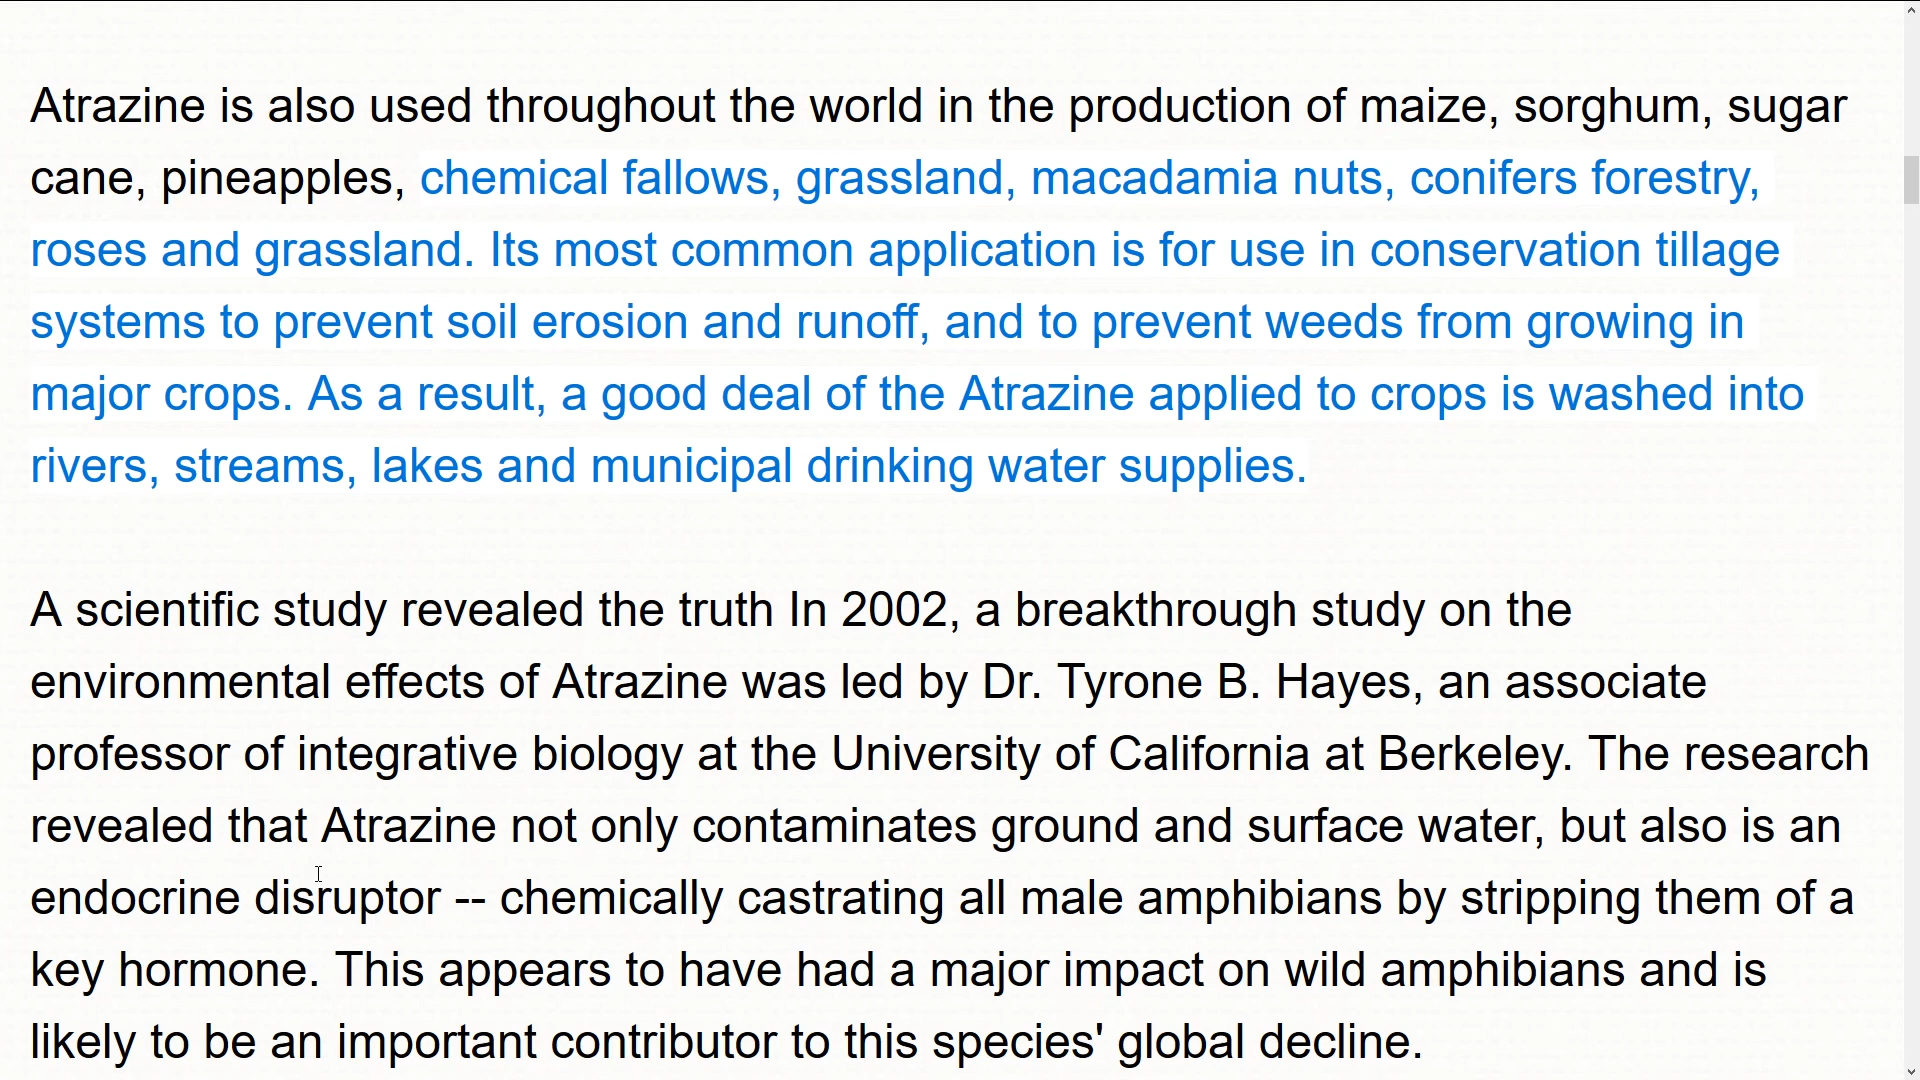 Atrazine is also used throughout the world in the production of maize, sorghum, sugar
cane, pineapples, chemical fallows, grassland, macadamia nuts, conifers forestry,
roses and grassland. Its most common application is for use in conservation tillage
systems to prevent soil erosion and runoff, and to prevent weeds from growing in
major crops. As a result, a good deal of the Atrazine applied to crops is washed into
rivers, streams, lakes and municipal drinking water supplies.
A scientific study revealed the truth In 2002, a breakthrough study on the
environmental effects of Atrazine was led by Dr. Tyrone B. Hayes, an associate
professor of integrative biology at the University of California at Berkeley. The research
revealed that Atrazine not only contaminates ground and surface water, but also is an
endocrine disruptor -- chemically castrating all male amphibians by stripping them of a
key hormone. This appears to have had a major impact on wild amphibians and is
likely to be an important contributor to this species' global decline.